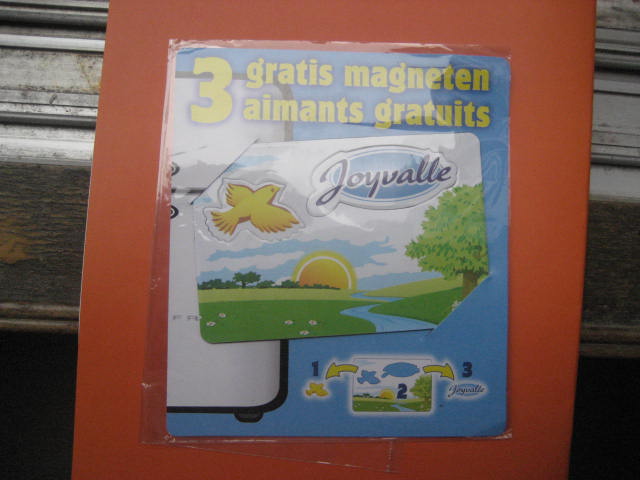 3 gratis magneten
aimants gratuits
Joyvalle
1
2
3
Joyvalle